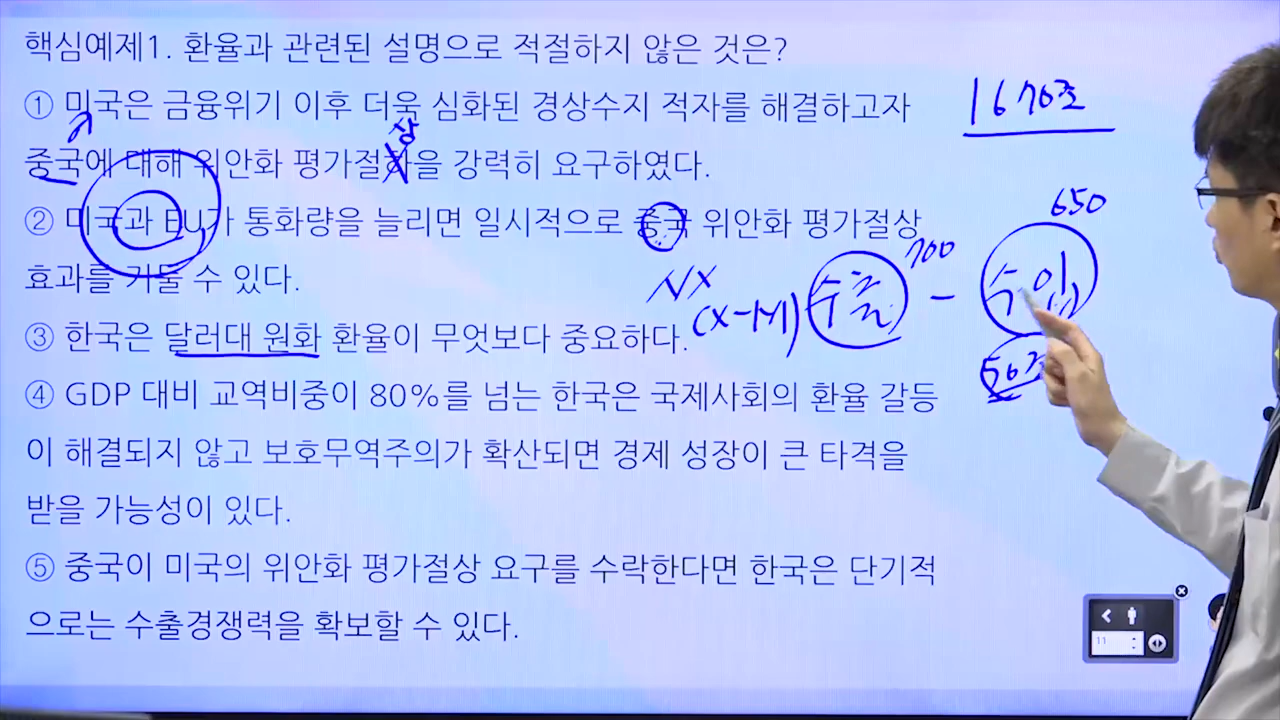 핵심예제1. 환율과 관련된 설명으로 적절하지 않은 것은?
① 미국은 금융위기 이후 더욱 심화된 경상수지 적자를 해결하고자
중국에 대해 위안화 평가절하을 강력히 요구하였다.
상
② 미국과 EU가 통화량을 늘리면 일시적으로 중국 위안화 평가절상
효과를 거둘 수 있다.
③ 한국은 달러대 원화 환율이 무엇보다 중요하다.
④ GDP 대비 교역비중이 80%를 넘는 한국은 국제사회의 환율 갈등
이 해결되지 않고 보호무역주의가 확산되면 경제 성장이 큰 타격을
받을 가능성이 있다.
⑤ 중국이 미국의 위안화 평가절상 요구를 수락한다면 한국은 단기적
으로는 수출경쟁력을 확보할 수 있다.
1670조
NX
(X-M) 수출 - 수입
700
650
50조
11